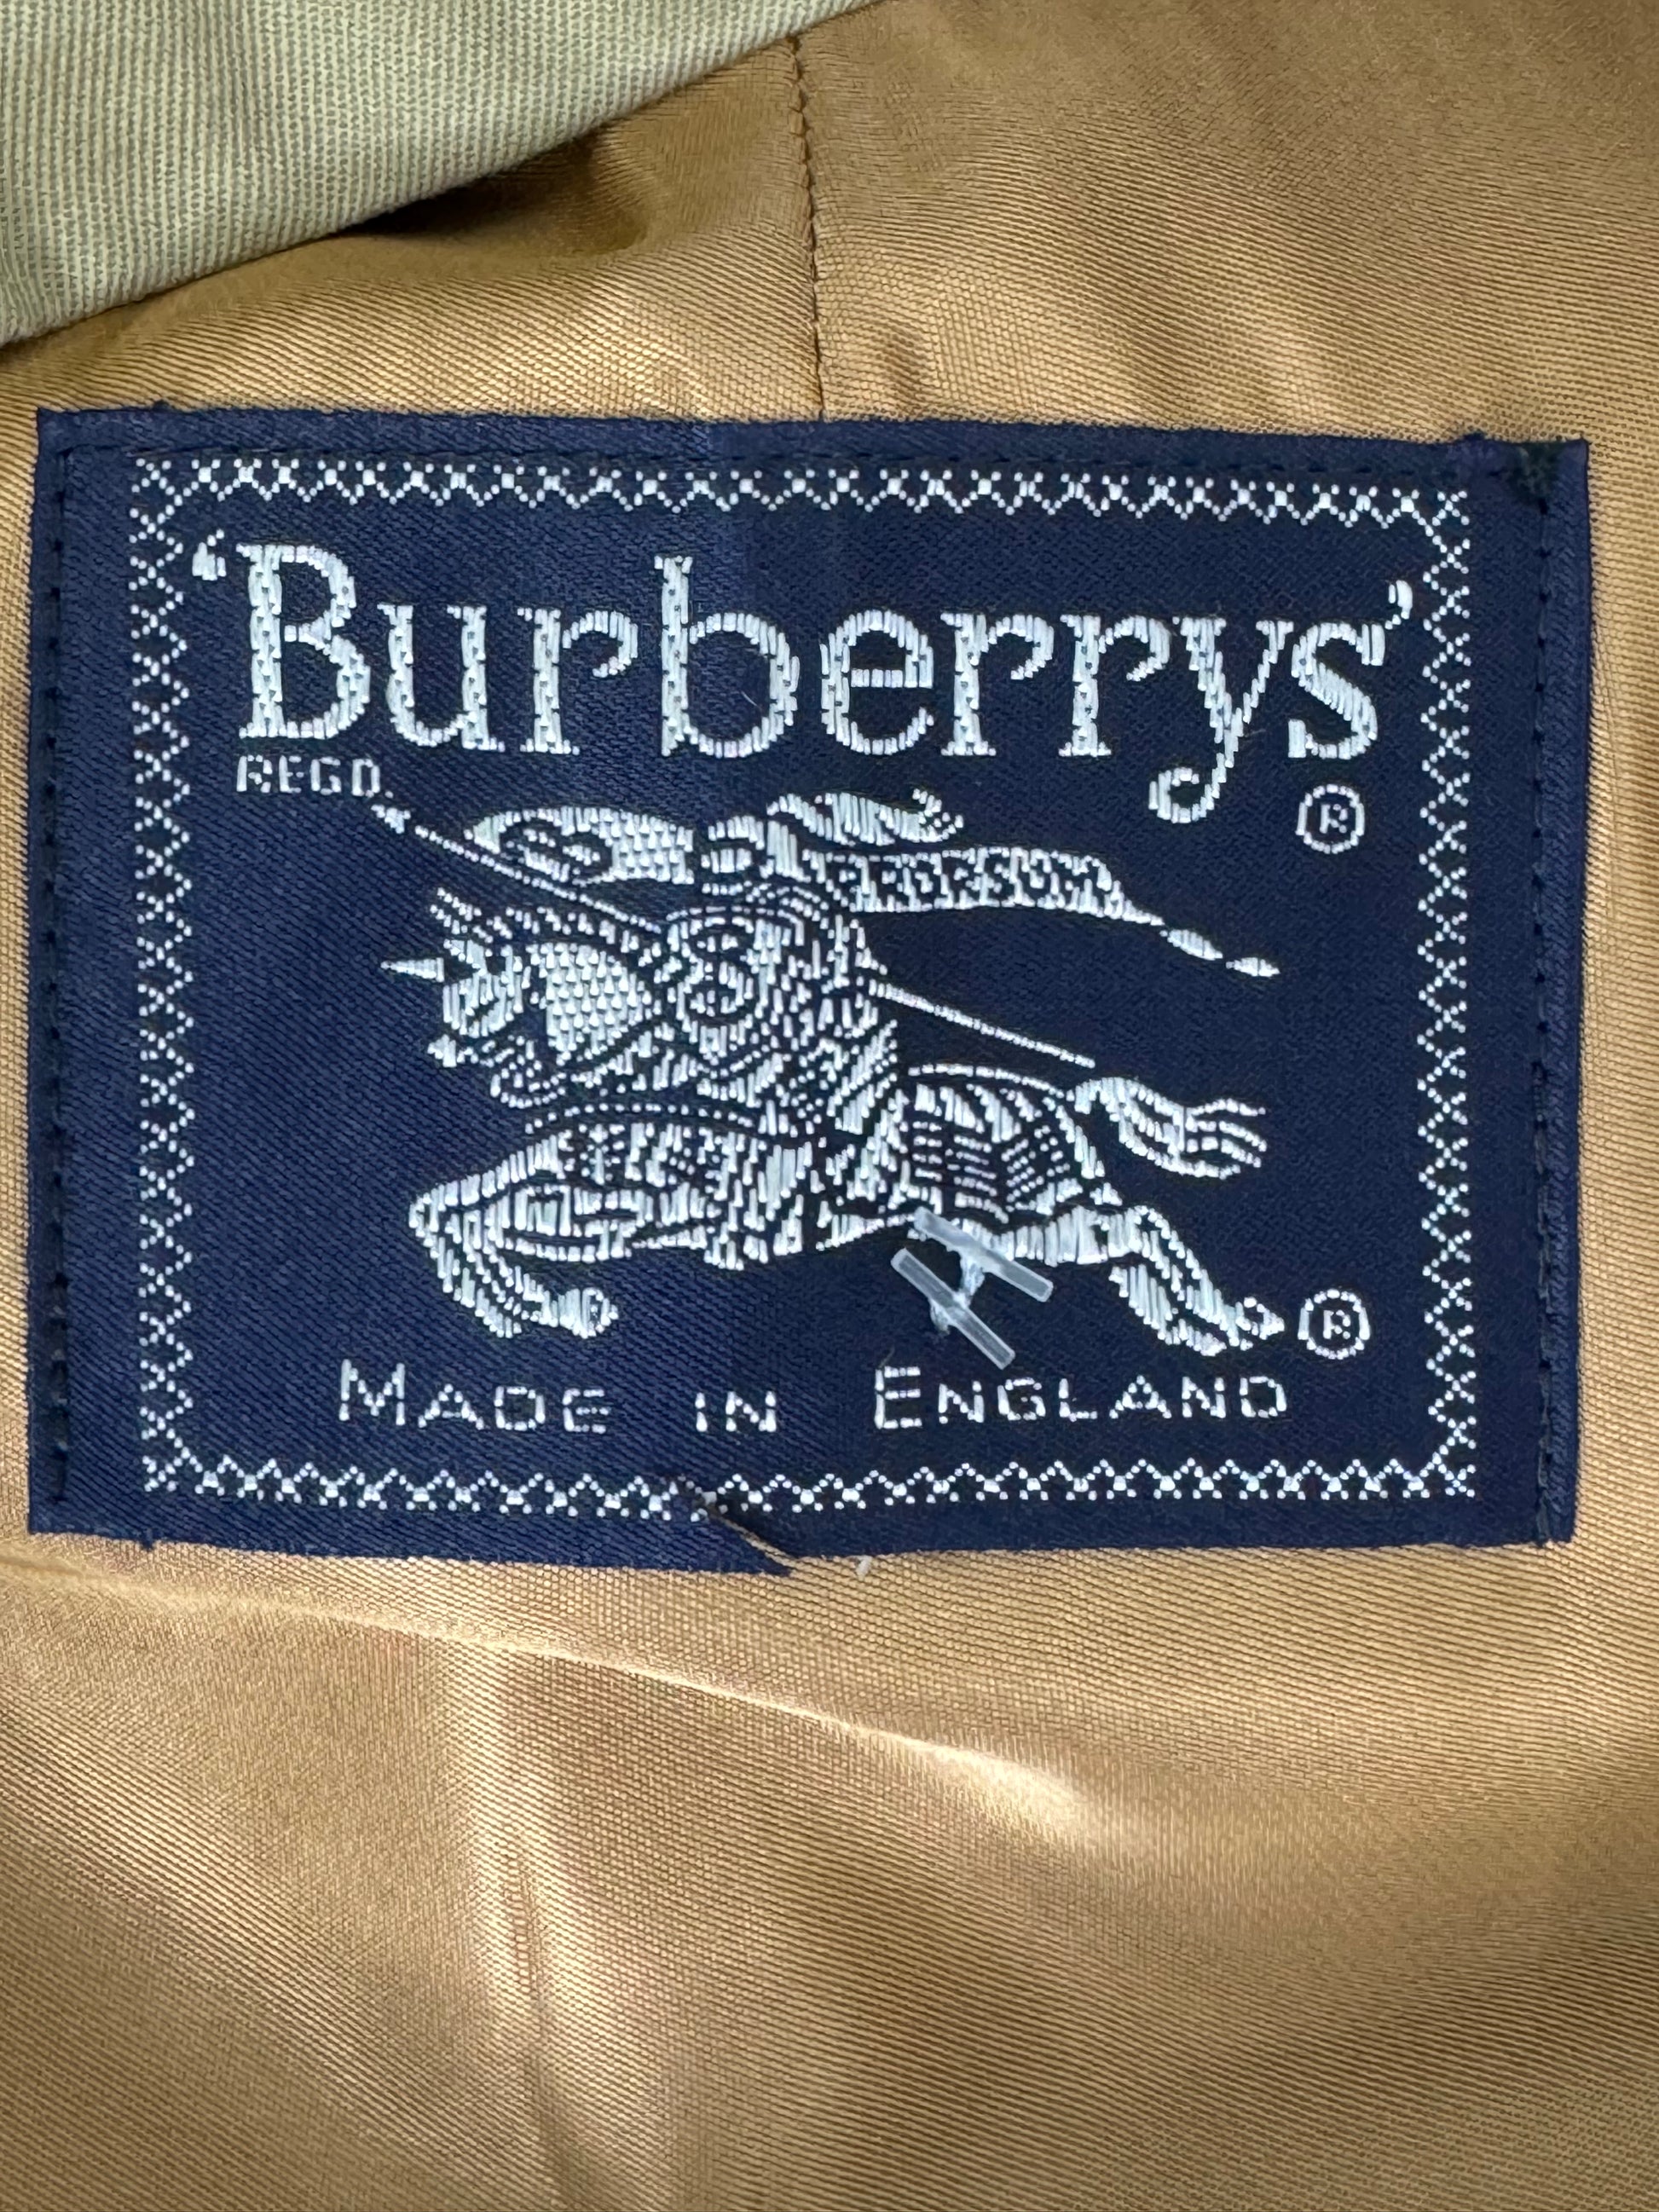 ‘Burberrys’
REGD.
®
PRORSUM
®
MADE IN ENGLAND